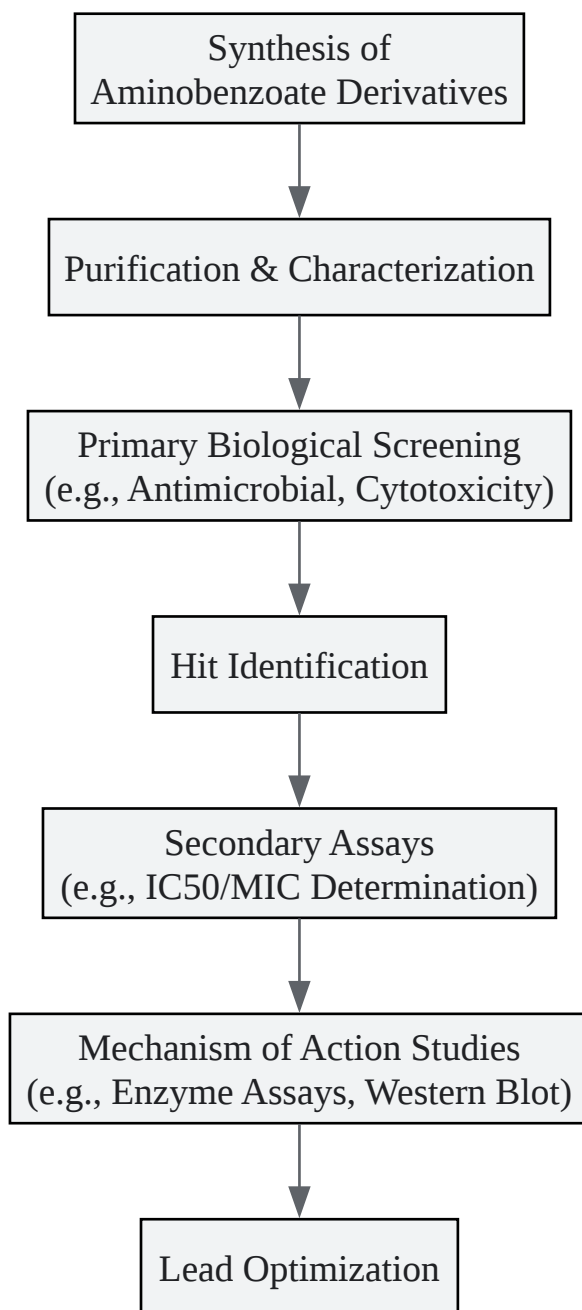 Synthesis of
Aminobenzoate Derivatives
Purification & Characterization
Primary Biological Screening
(e.g., Antimicrobial, Cytotoxicity)
Hit Identification
Secondary Assays
(e.g., IC50/MIC Determination)
Mechanism of Action Studies
(e.g., Enzyme Assays, Western Blot)
Lead Optimization